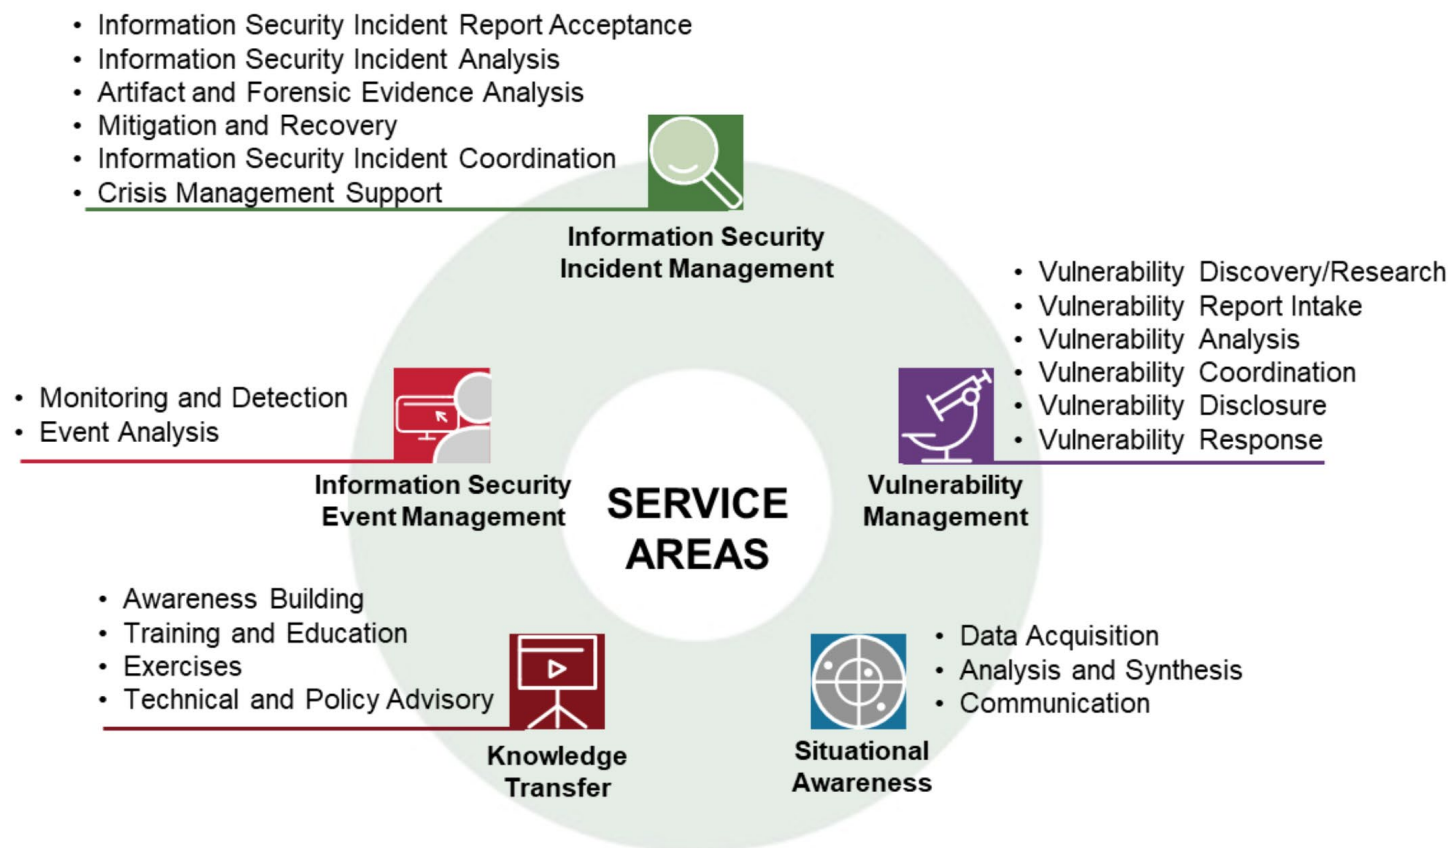 • Information Security Incident Report Acceptance
• Information Security Incident Analysis
• Artifact and Forensic Evidence Analysis
• Mitigation and Recovery
• Information Security Incident Coordination
• Crisis Management Support
Information Security
Incident Management
• Vulnerability Discovery/Research
• Vulnerability Report Intake
• Vulnerability Analysis
• Vulnerability Coordination
• Vulnerability Disclosure
• Vulnerability Response
Vulnerability
Management
• Monitoring and Detection
• Event Analysis
Information Security
Event Management
SERVICE
AREAS
• Awareness Building
• Training and Education
• Exercises
• Technical and Policy Advisory
Knowledge
Transfer
• Data Acquisition
• Analysis and Synthesis
• Communication
Situational
Awareness